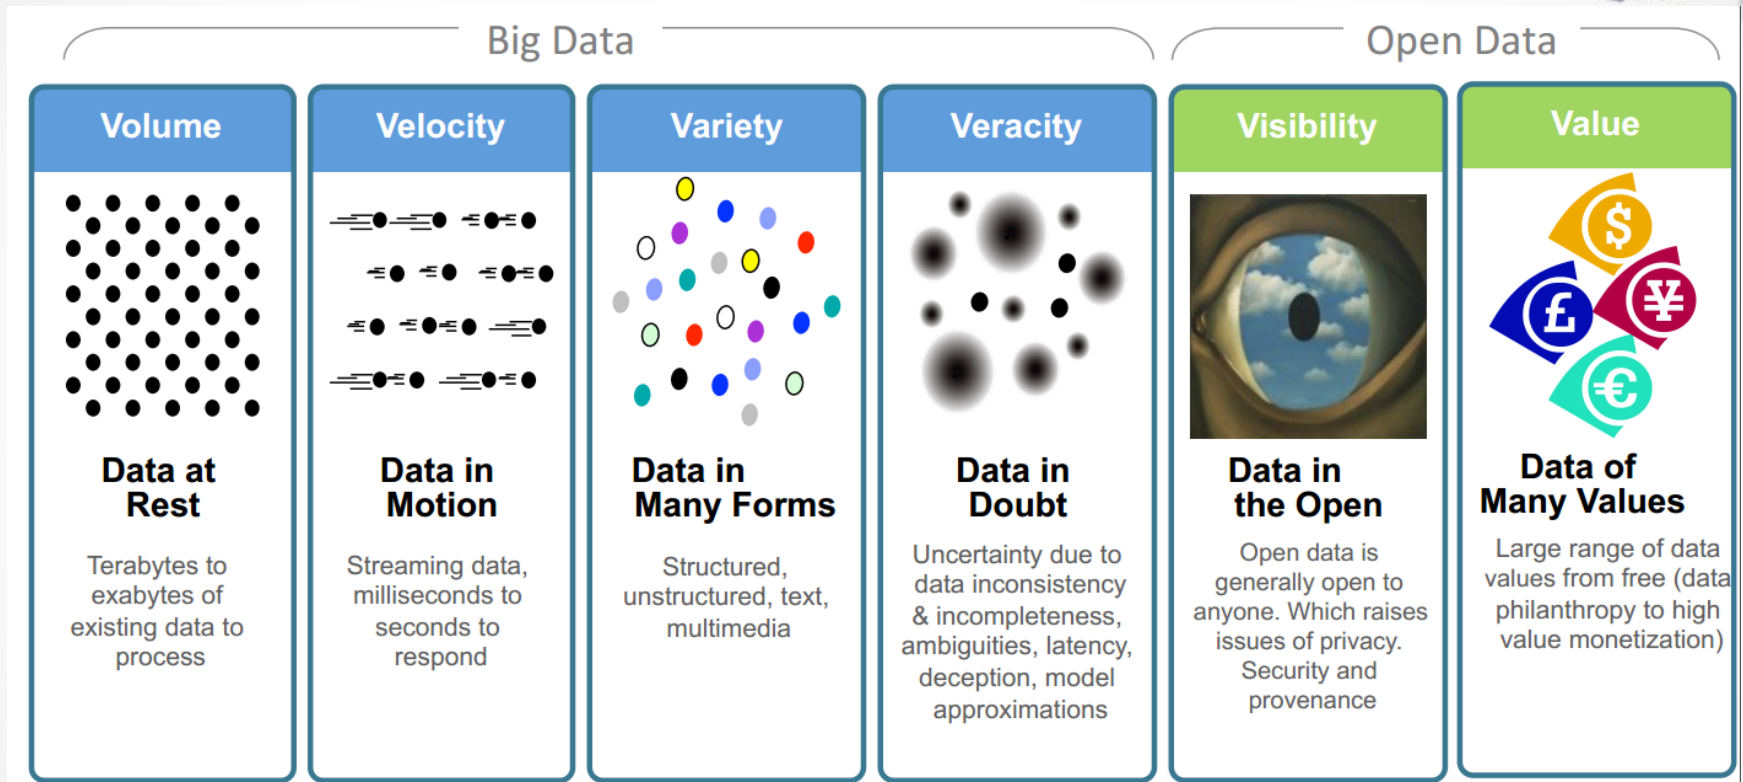 Big Data
Open Data
Volume
Data at
Rest
Terabytes to
exabytes of
existing data to
process
Velocity
Data in
Motion
Streaming data,
milliseconds to
seconds to
respond
Variety
Data in
Many Forms
Structured,
unstructured, text,
multimedia
Veracity
Data in
Doubt
Uncertainty due to
data inconsistency
& incompleteness,
ambiguities, latency,
deception, model
approximations
Visibility
Data in
the Open
Open data is
generally open to
anyone. Which raises
issues of privacy.
Security and
provenance
Value
$
£ ¥
€
Data of
Many Values
Large range of data
values from free (data
philanthropy to high
value monetization)